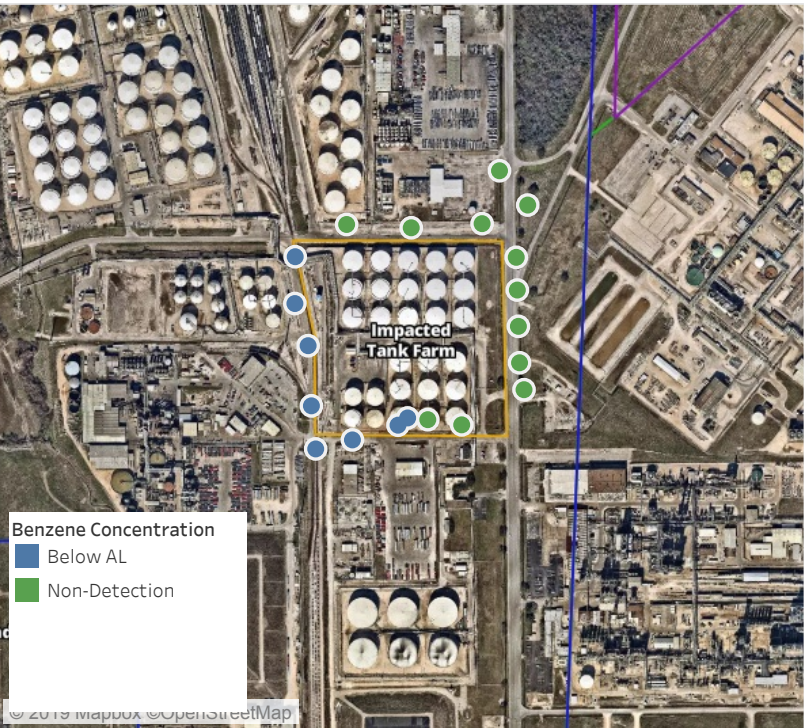 Impacted
Tank Farm
Benzene Concentration
Below AL
Non-Detection
© 2019 Mapbox ©OpenStreetMap